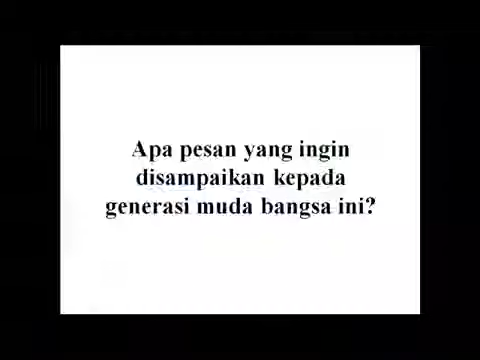 Apa pesan yang ingin
disampaikan kepada
generasi muda bangsa ini?